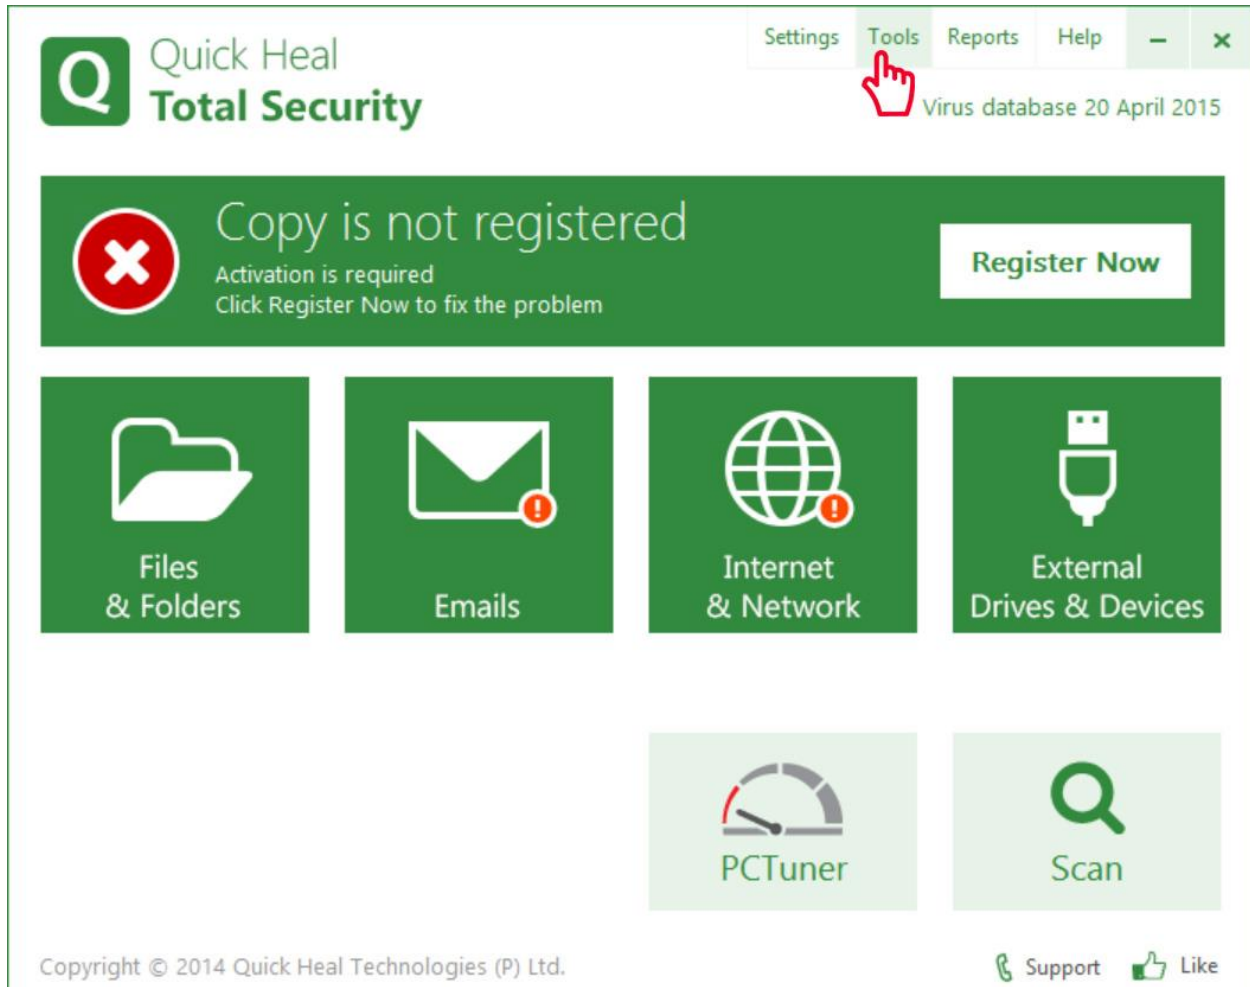 Settings Tools Reports Help
Q
Quick Heal
Total Security
Virus database 20 April 2015
Copy is not registered
Activation is required
Click Register Now to fix the problem
Register Now
Files
& Folders
Emails
Internet
& Network
External
Drives & Devices
PCTuner
Scan
Copyright © 2014 Quick Heal Technologies (P) Ltd.
Support
Like